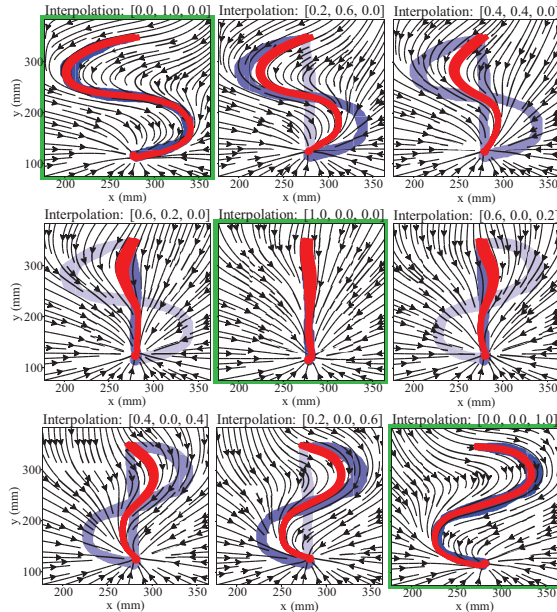 Interpolation: [0.0, 1.0, 0.0] Interpolation: [0.2, 0.6, 0.0] Interpolation: [0.4, 0.4, 0.0]
y (mm)
300
200
100
200 250 300 350 200 250 300 350 200 250 300 350
x (mm) x (mm) x (mm)
Interpolation: [0.6, 0.2, 0.0] Interpolation: [1.0, 0.0, 0.0] Interpolation: [0.6, 0.0, 0.2]
y (mm)
300
200
100
200 250 300 350 200 250 300 350 200 250 300 350
x (mm) x (mm) x (mm)
Interpolation: [0.4, 0.0, 0.4] Interpolation: [0.2, 0.0, 0.6] Interpolation: [0.0, 0.0, 1.0]
y (mm)
300
200
100
200 250 300 350 200 250 300 350 200 250 300 350
x (mm) x (mm) x (mm)